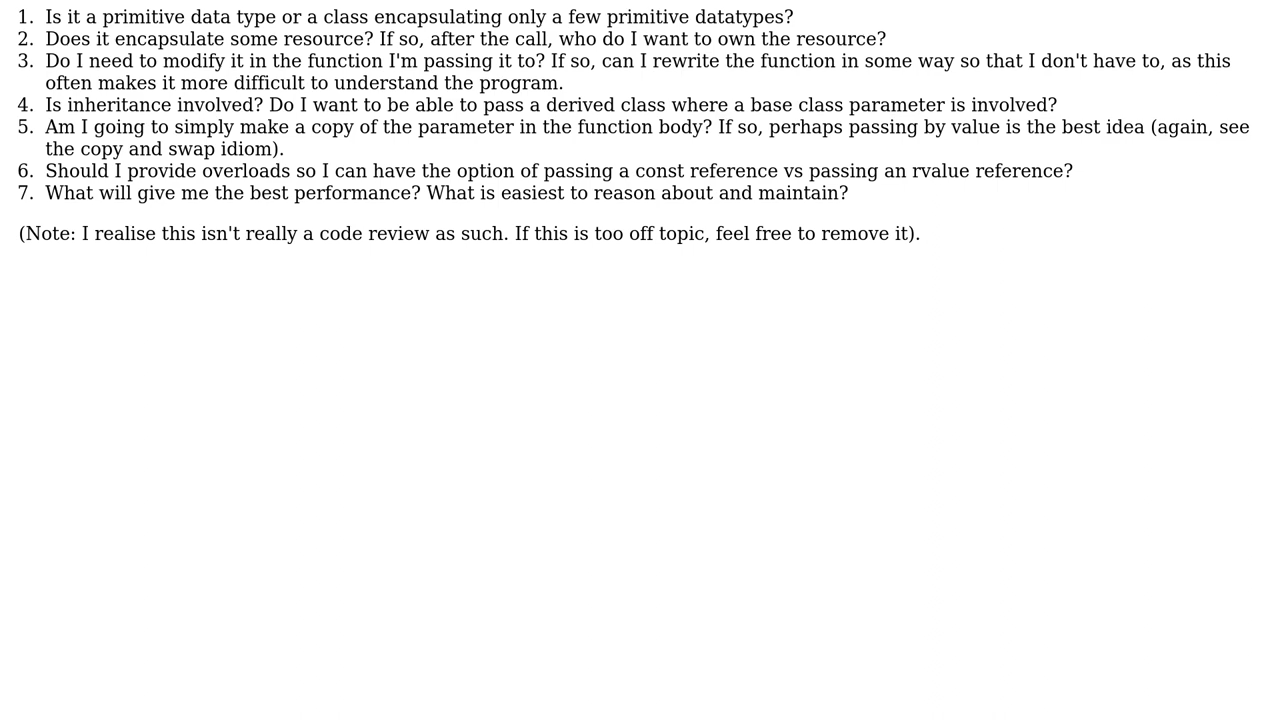 1. Is it a primitive data type or a class encapsulating only a few primitive datatypes?
2. Does it encapsulate some resource? If so, after the call, who do I want to own the resource?
3. Do I need to modify it in the function I'm passing it to? If so, can I rewrite the function in some way so that I don't have to, as this
often makes it more difficult to understand the program.
4. Is inheritance involved? Do I want to be able to pass a derived class where a base class parameter is involved?
5. Am I going to simply make a copy of the parameter in the function body? If so, perhaps passing by value is the best idea (again, see
the copy and swap idiom).
6. Should I provide overloads so I can have the option of passing a const reference vs passing an rvalue reference?
7. What will give me the best performance? What is easiest to reason about and maintain?
(Note: I realise this isn't really a code review as such. If this is too off topic, feel free to remove it).